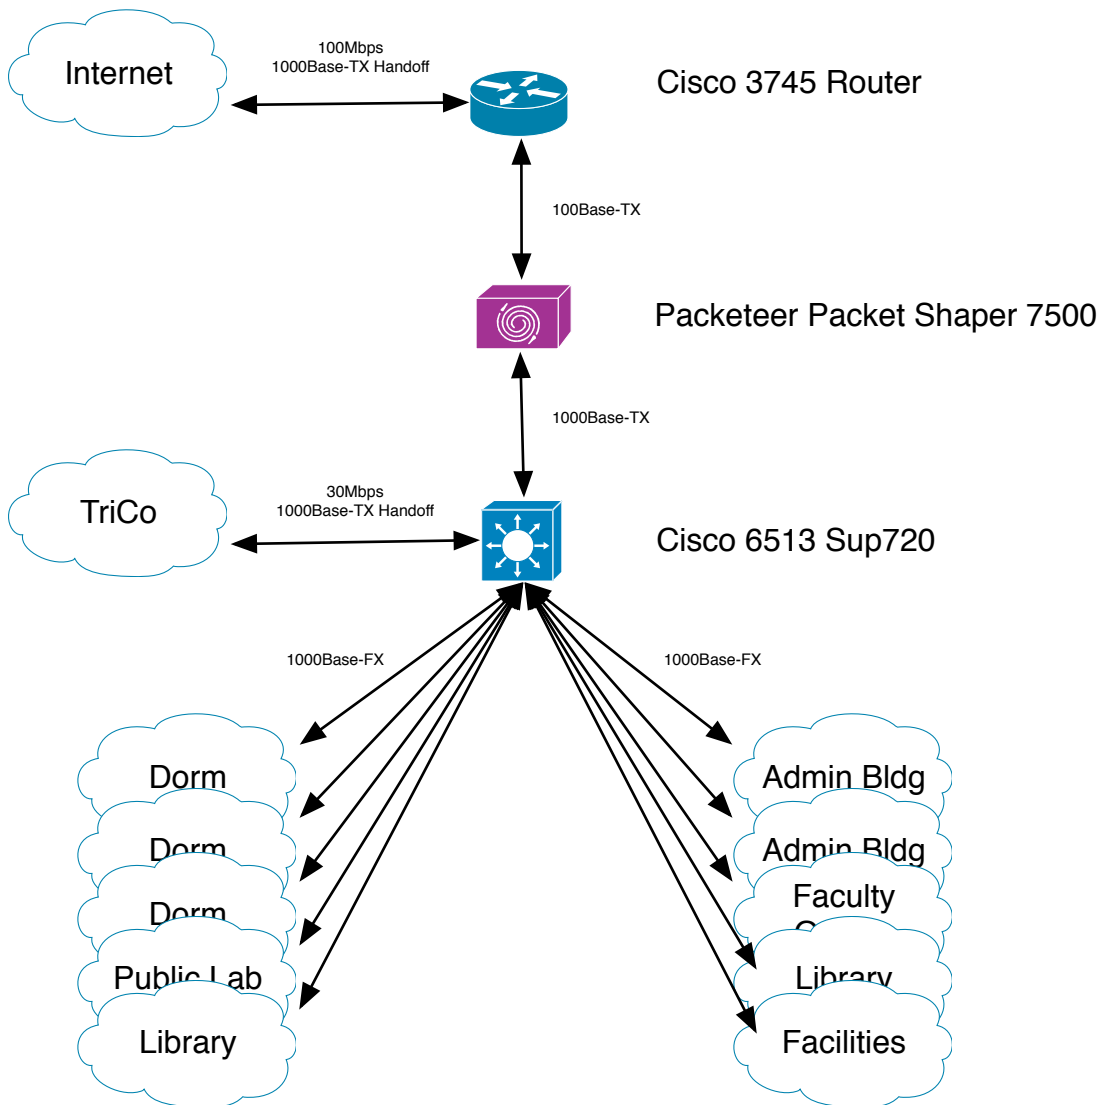 Internet
100Mbps
1000Base-TX Handoff
Cisco 3745 Router
100Base-TX
Packeteer Packet Shaper 7500
1000Base-TX
TriCo
30Mbps
1000Base-TX Handoff
Cisco 6513 Sup720
1000Base-FX
1000Base-FX
Dorm
Dorm
Dorm
Public Lab
Library
Admin Bldg
Admin Bldg
Faculty
Library
Facilities